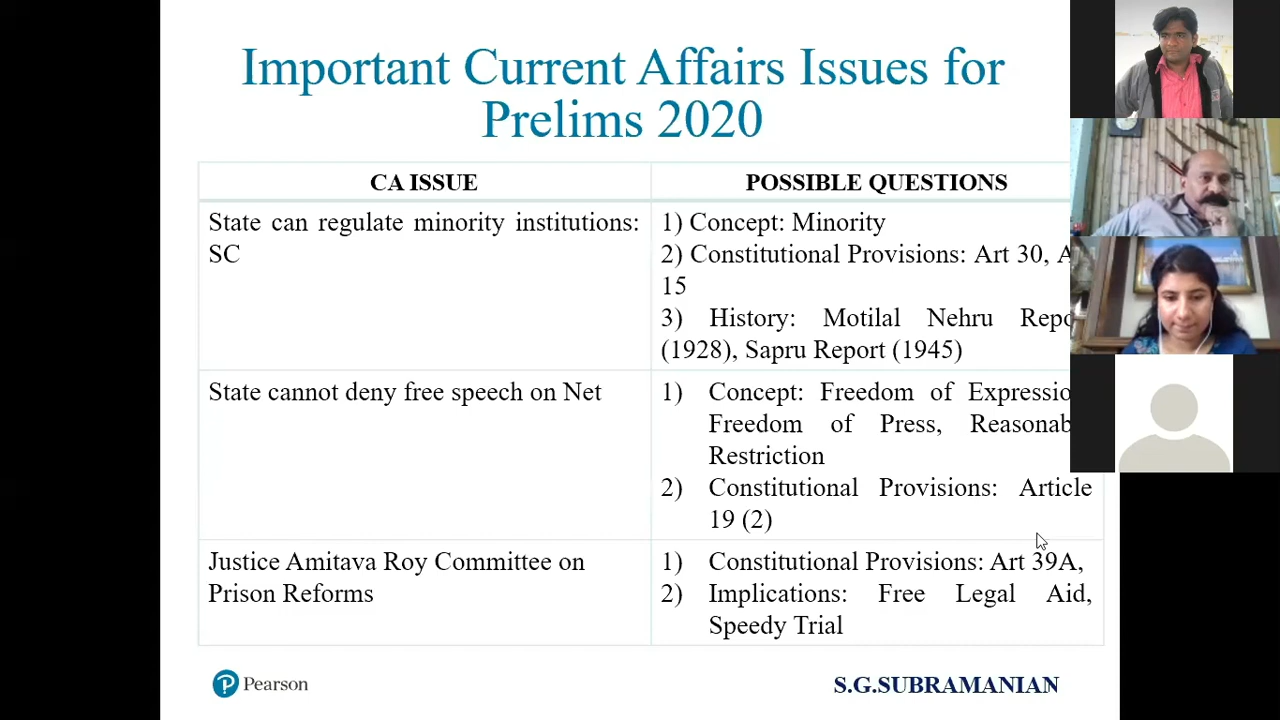 Important Current Affairs Issues for
Prelims 2020
CA ISSUE
POSSIBLE QUESTIONS
State can regulate minority institutions:
SC
1) Concept: Minority
2) Constitutional Provisions: Art 30,
15
3) History: Motilal Nehru
(1928), Sapru Report (1945)
State cannot deny free speech on Net
1) Concept: Freedom of
Freedom of Press,
Restriction
2) Constitutional Provisions: Article
19 (2)
Justice Amitava Roy Committee on
Prison Reforms
1) Constitutional Provisions: Art 39A,
2) Implications: Free Legal Aid,
Speedy Trial
Pearson
S.G.SUBRAMANIAN